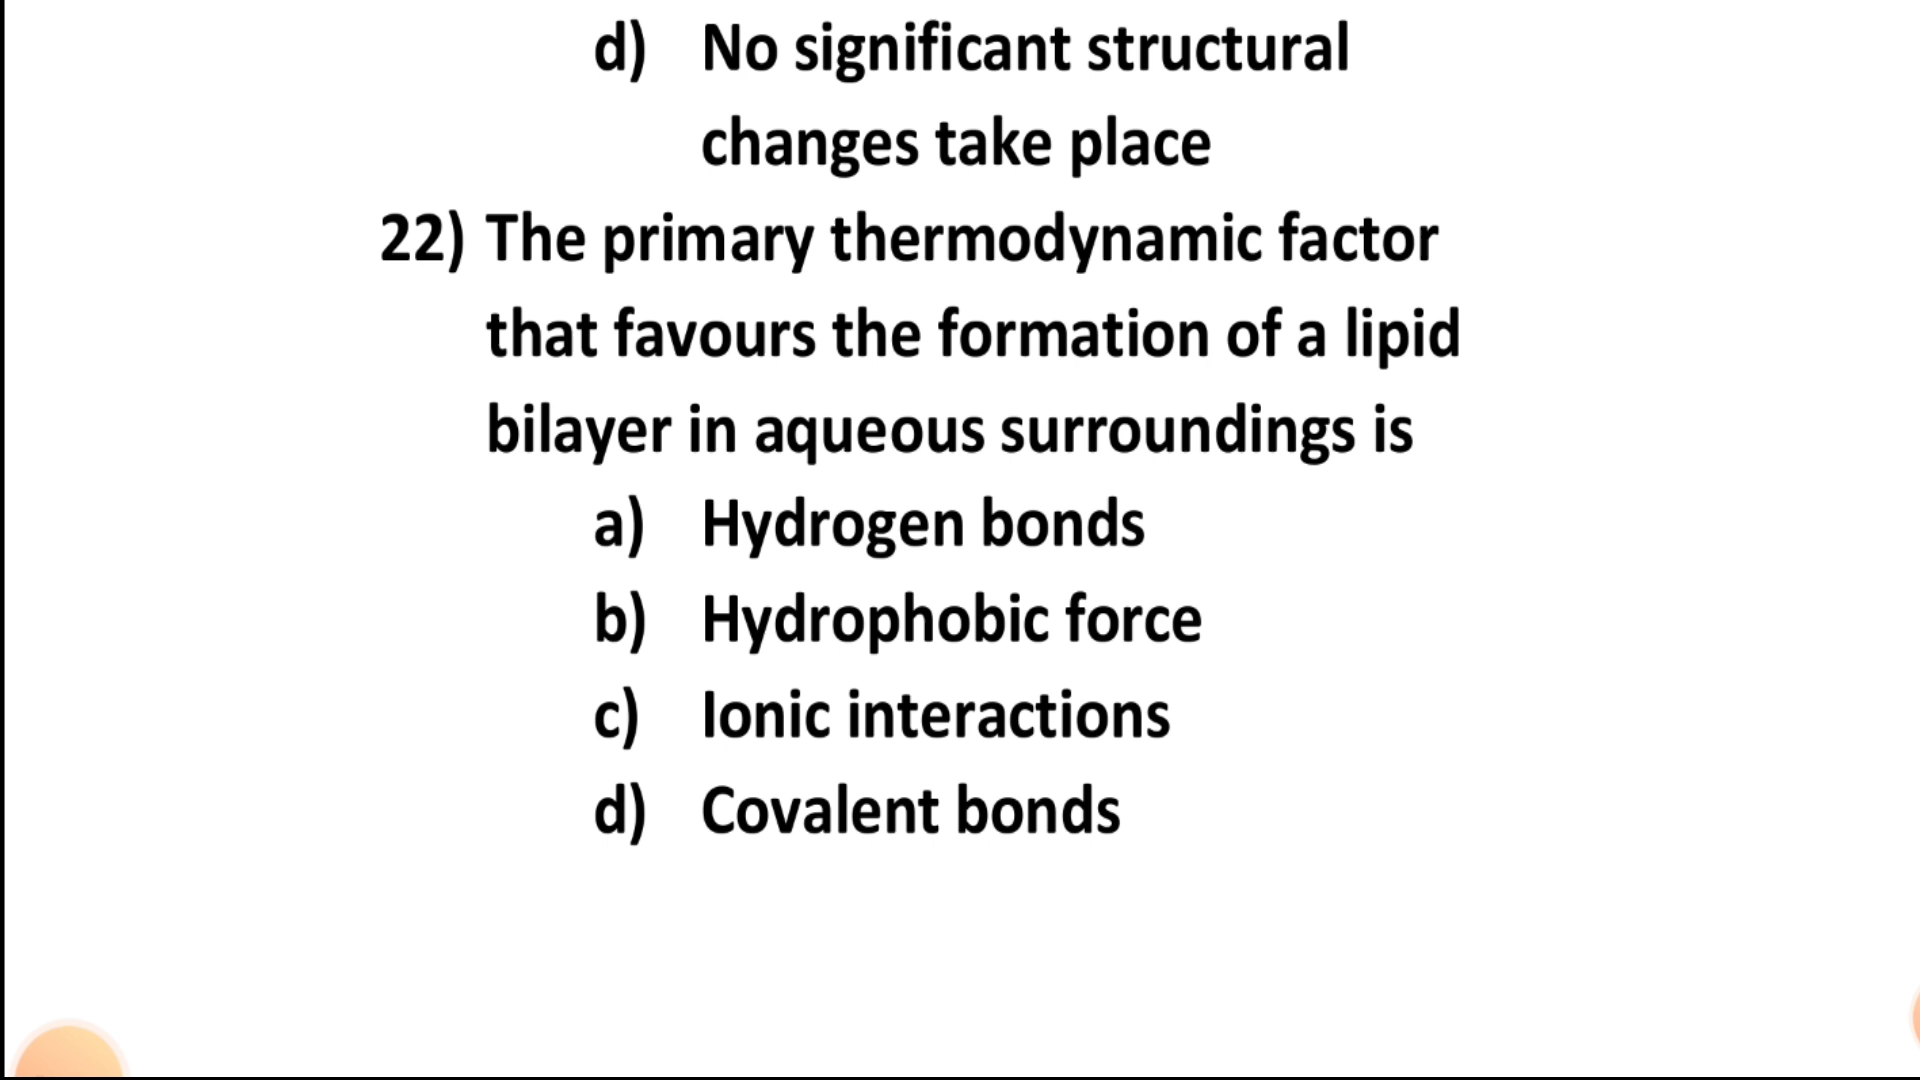 d) No significant structural
changes take place
22) The primary thermodynamic factor
that favours the formation of a lipid
bilayer in aqueous surroundings is
a) Hydrogen bonds
b) Hydrophobic force
c) Ionic interactions
d) Covalent bonds